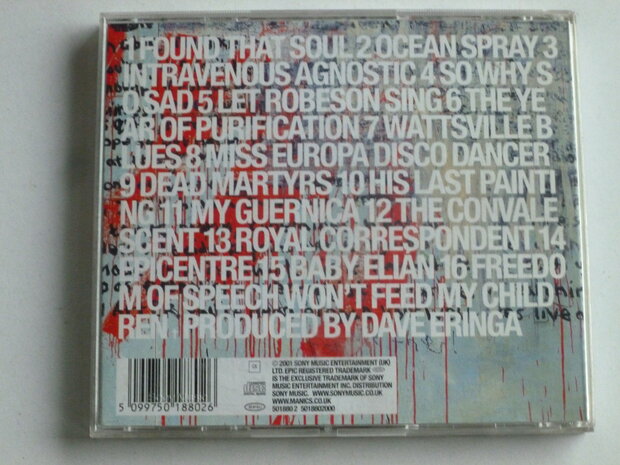 1 FOUND THAT SOUL 2 OCEAN SPRAY 3
INTRAVENOUS AGNOSTIC 4 SO WHY S
O SAD 5 LET ROBESON SING 6 THE YE
AR OF PURIFICATION 7 WATTSVILLE B
LUES 8 MISS EUROPA DISCO DANCER
9 DEAD MARTYRS 10 HIS LAST PAINTI
NG 11 MY GUERNICA 12 THE CONVALE
SCENT 13 ROYAL CORRESPONDENT 14
EPICENTRE 15 BABY ELIAN 16 FREEDO
M OF SPEECH WON'T FEED MY CHILD
REN . PRODUCED BY DAVE ERINGA
© 2001 SONY MUSIC ENTERTAINMENT (UK)
LTD. EPIC REGISTERED TRADEMARK
IS THE EXCLUSIVE TRADEMARK OF SONY
MUSIC ENTERTAINMENT INC. DISTRIBUTION
SONY MUSIC. WWW.SONYMUSIC.CO.UK
WWW.MANICS.CO.UK
501880 2 5018802000
5 099750 188026